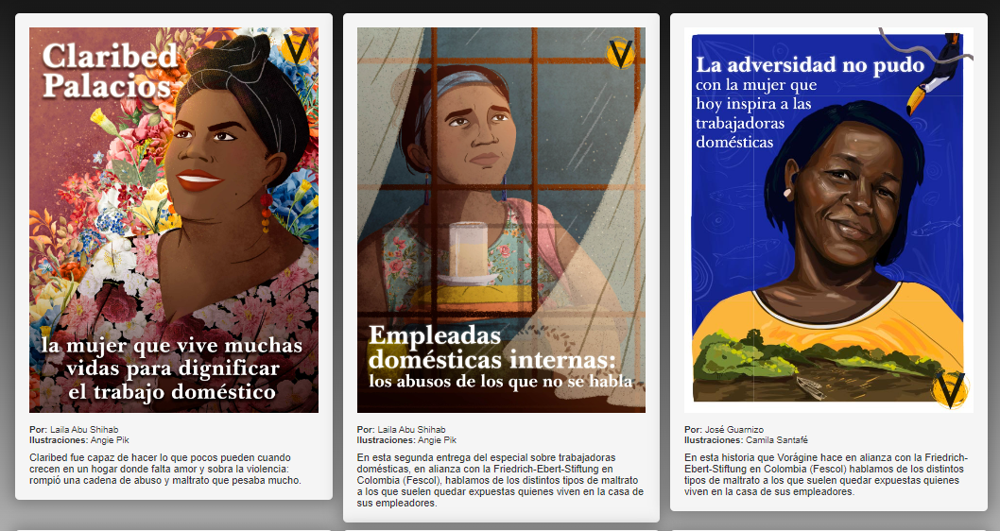 Claribed
Palacios
la mujer que vive muchas
vidas para dignificar
el trabajo doméstico
Por: Laila Abu Shihab
Ilustraciones: Angie Pik
Claribed fue capaz de hacer lo que pocos pueden cuando
crecen en un hogar donde falta amor y sobra la violencia:
rompió una cadena de abuso y maltrato que pesaba mucho.
Empleadas
domésticas internas:
los abusos de los que no se habla
Por: Laila Abu Shihab
Ilustraciones: Angie Pik
En esta segunda entrega del especial sobre trabajadoras
domésticas, en alianza con la Friedrich-Ebert-Stiftung en
Colombia (Fescol), hablamos de los distintos tipos de maltrato
a los que suelen quedar expuestas quienes viven en la casa de
sus empleadores.
La adversidad no pudo
con la mujer que
hoy inspira a las
trabajadoras
domésticas
Por: José Guarnizo
Ilustraciones: Camila Santafé
En esta historia que Vorágine hace en alianza con la Friedrich-
Ebert-Stiftung en Colombia (Fescol) hablamos de los distintos
tipos de maltrato a los que suelen quedar expuestas quienes
viven en la casa de sus empleadores.